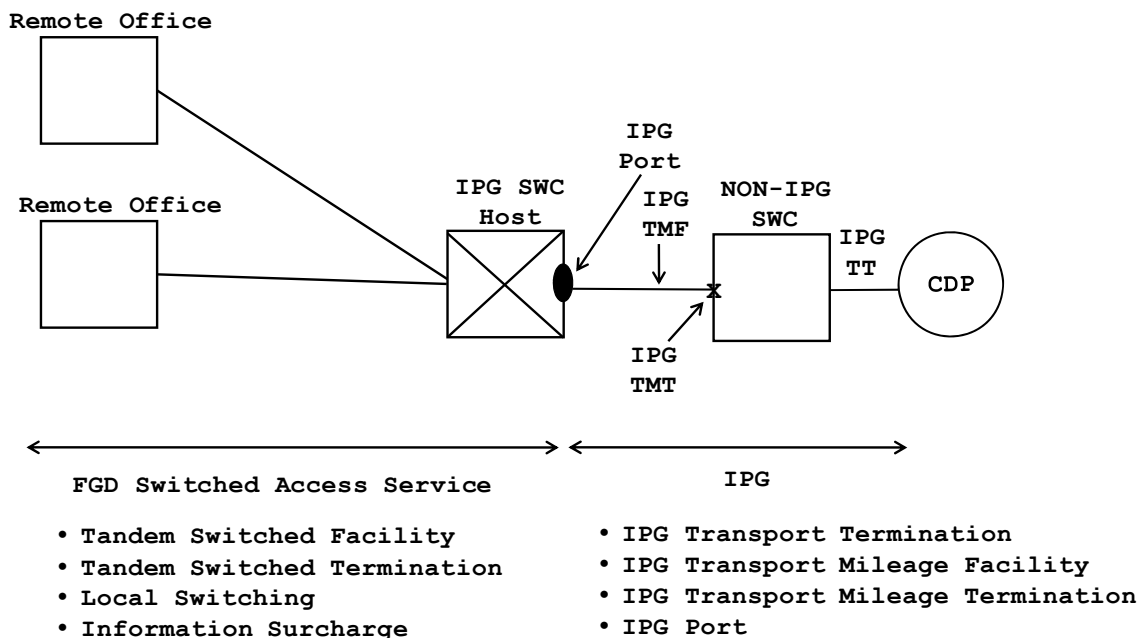 Remote Office
Remote Office
IPG SWC
Host
IPG
Port
IPG
TMF
IPG
TMT
NON-IPG
SWC
IPG
TT
CDP
FGD Switched Access Service
• Tandem Switched Facility
• Tandem Switched Termination
• Local Switching
• Information Surcharge
IPG
• IPG Transport Termination
• IPG Transport Mileage Facility
• IPG Transport Mileage Termination
• IPG Port